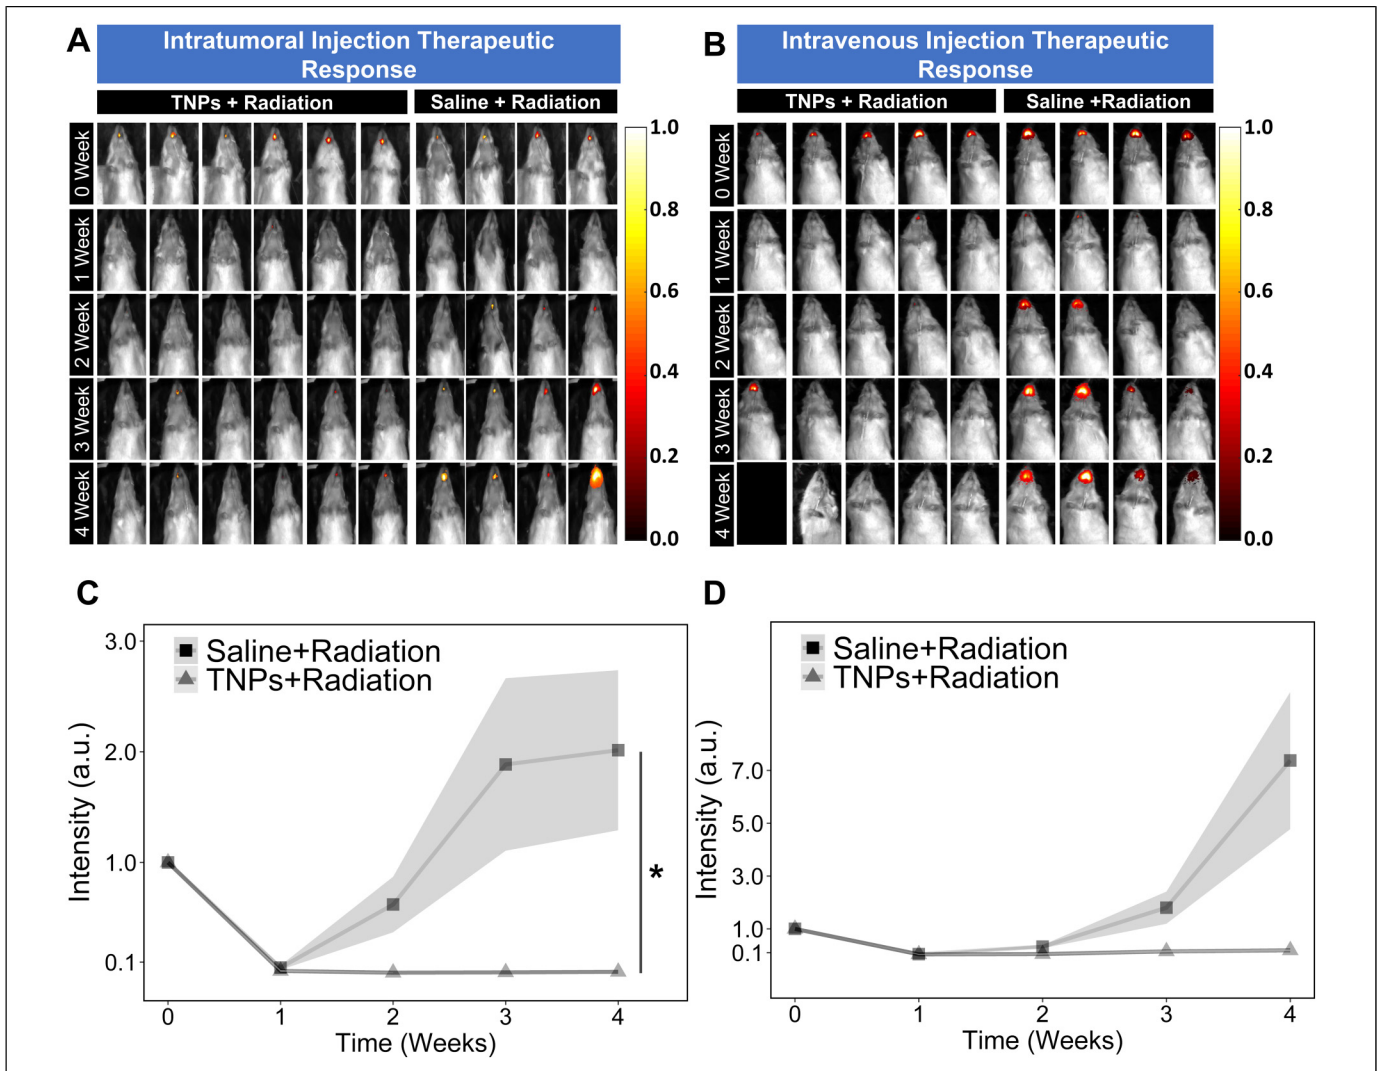 A
Intratumoral Injection Therapeutic
Response
TNPs + Radiation
Saline + Radiation
0 Week
1 Week
2 Week
3 Week
4 Week
1.0
0.8
0.6
0.4
0.2
0.0
B
Intravenous Injection Therapeutic
Response
TNPs + Radiation
Saline +Radiation
0 Week
1 Week
2 Week
3 Week
4 Week
1.0
0.8
0.6
0.4
0.2
0.0
C
Saline+Radiation
TNPs+Radiation
Intensity (a.u.)
3.0
2.0
1.0
0.1
*
0 1 2 3 4
Time (Weeks)
D
Saline+Radiation
TNPs+Radiation
Intensity (a.u.)
7.0
5.0
3.0
1.0
0.1
0 1 2 3 4
Time (Weeks)